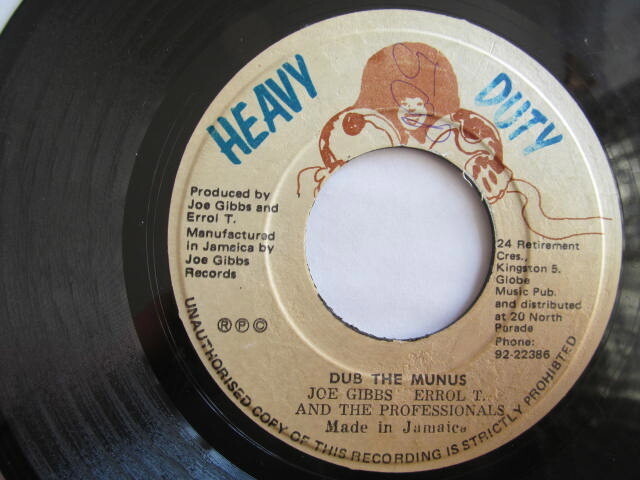 HEAVY DUTY
Produced by
Joe Gibbs and
Errol T.
Manufactured
in Jamaica by
Joe Gibbs
Records
Ⓡ Ⓟ Ⓒ
24 Retirement
Cres.,
Kingston 5.
Globe
Music Pub.
and distributed
at 20 North
Parade
Phone:
92-22386
DUB THE MUNUS
JOE GIBBS ERROL T..
AND THE PROFESSIONALS
Made in Jamaica
UNAUTHORISED COPY OF THIS RECORDING IS STRICTLY PROHIBITED